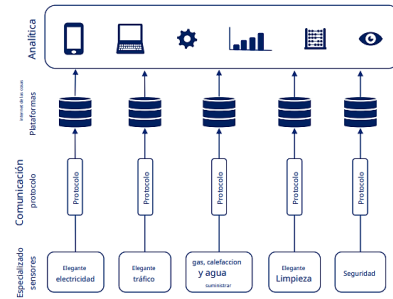 Analítica
internet de las cosas
Plataformas
Comunicación
protocolo
Protocolo
Protocolo
Protocolo
Protocolo
Protocolo
Especializado
sensores
Elegante
electricidad
Elegante
tráfico
gas, calefaccion
y agua
suministrar
Elegante
Limpieza
Seguridad